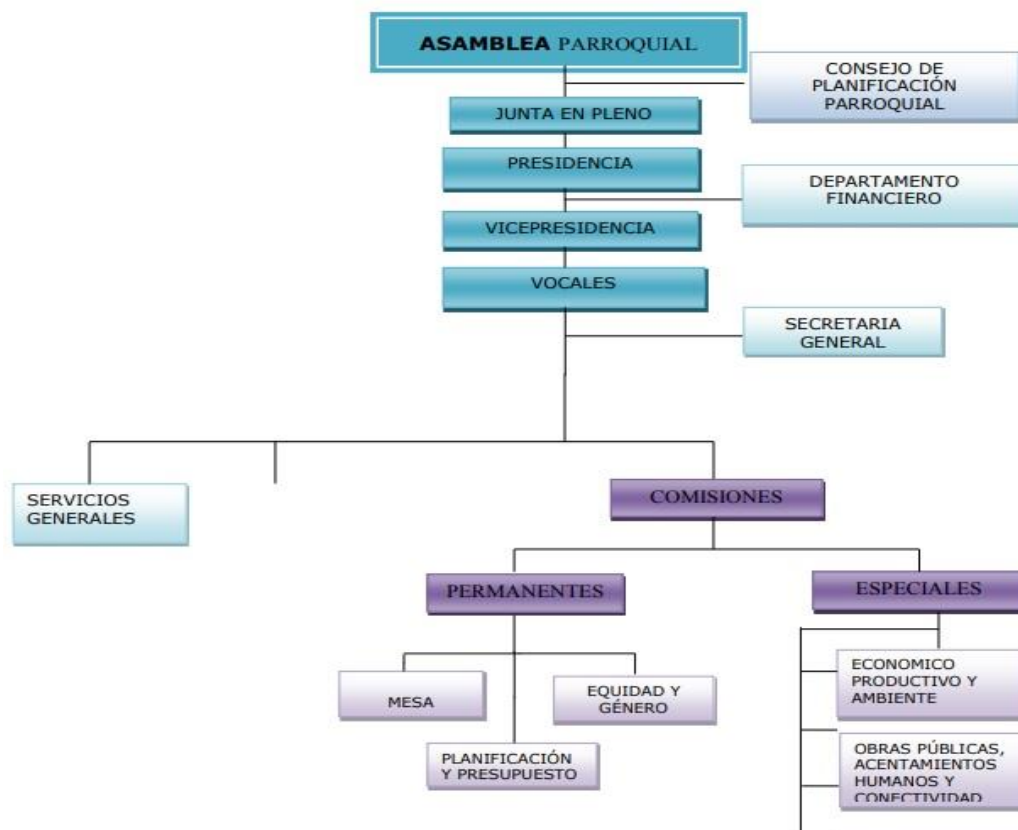 ASAMBLEA PARROQUIAL
CONSEJO DE
PLANIFICACIÓN
PARROQUIAL
JUNTA EN PLENO
PRESIDENCIA
DEPARTAMENTO
FINANCIERO
VICEPRESIDENCIA
VOCALES
SECRETARIA
GENERAL
SERVICIOS
GENERALES
COMISIONES
PERMANENTES
ESPECIALES
MESA
EQUIDAD Y
GÉNERO
PLANIFICACIÓN
Y PRESUPUESTO
ECONOMICO
PRODUCTIVO Y
AMBIENTE
OBRAS PÚBLICAS,
ACENTAMIENTOS
HUMANOS Y
CONECTIVIDAD